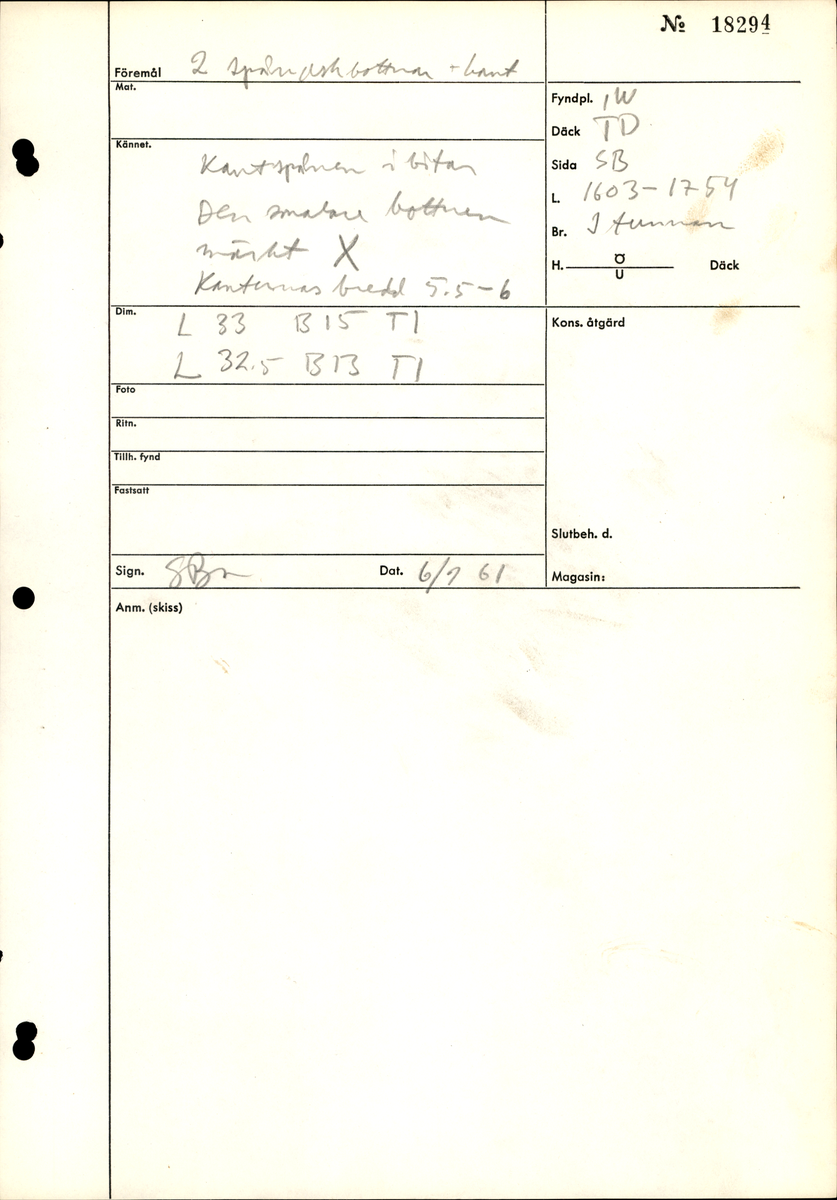 № 18294
Föremål 2 spånaskbottnar + kant
Mat.
Fyndpl. IW
Däck TD
Sida SB
L. 1603-1754
Br. I tunnan
H. Ö U Däck
Kännet.
Kantspånen i bitar
Den smalare bottnen
märkt X
Kanternas bredd 5.5-6
Dim.
L 33 B 15 T 1
L 32.5 B 13 T 1
Kons. åtgärd
Foto
Ritn.
Tillh. fynd
Fastsatt
Slutbeh. d.
Sign. Dat. 6/9 61
Magasin:
Anm. (skiss)